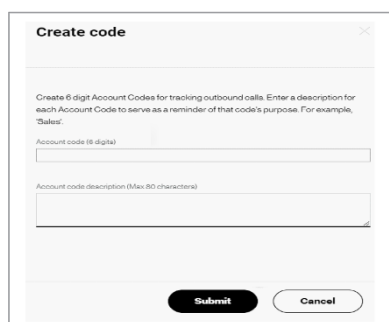 Create code
Create 6 digit Account Codes for tracking outbound calls. Enter a description for
each Account Code to serve as a reminder of that code's purpose. For example,
'Sales'.
Account code (6 digits)
Account code description (Max 80 characters)
Submit
Cancel